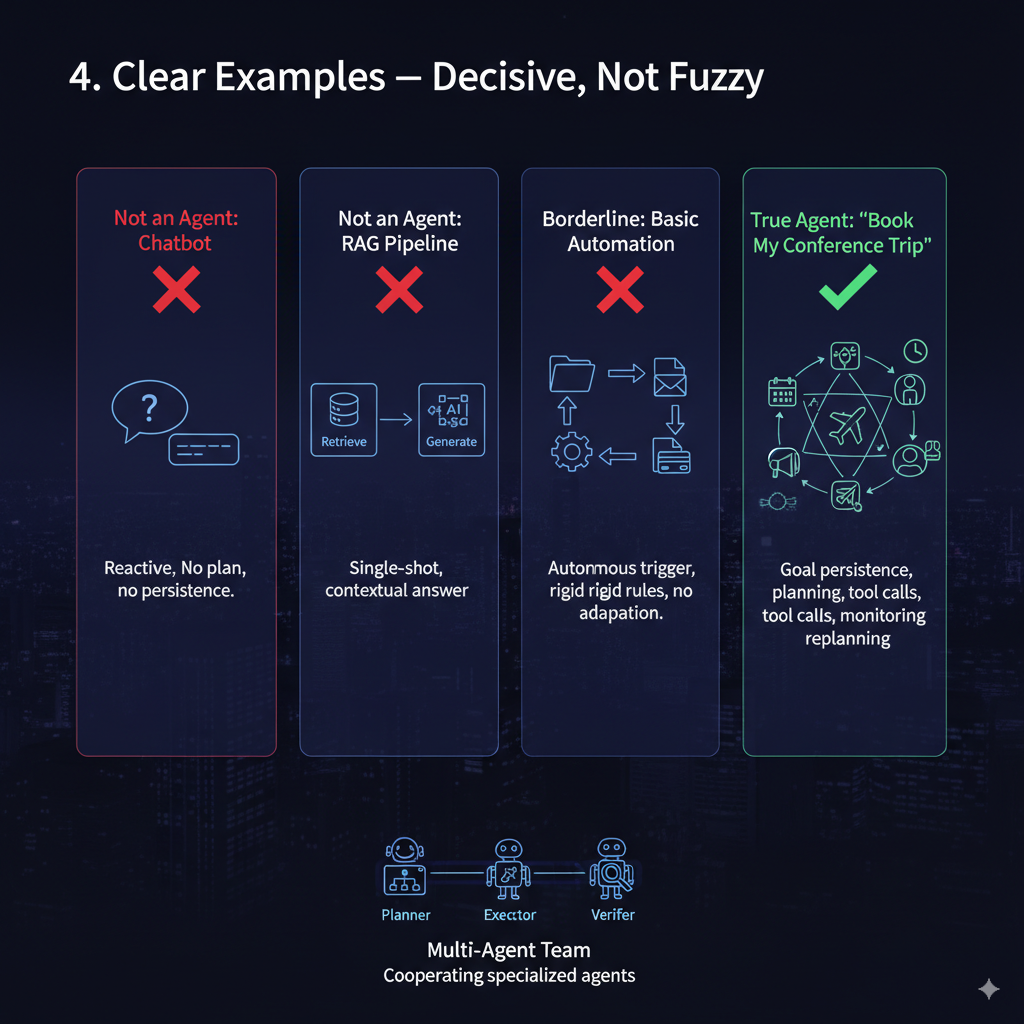 4. Clear Examples — Decisive, Not Fuzzy
Not an Agent:
Chatbot
?
Reactive, No plan,
no persistence.
Not an Agent:
RAG Pipeline
Retrieve
AI
Generate
Single-shot,
contextual answer
Borderline: Basic
Automation
Autonmous trigger,
rigid rigid rules, no
adapation.
True Agent: “Book
My Conference Trip”
Goal persistence,
planning, tool calls,
tool calls, monitoring
replanning
Planner
Exector
Verifer
Multi-Agent Team
Cooperating specialized agents